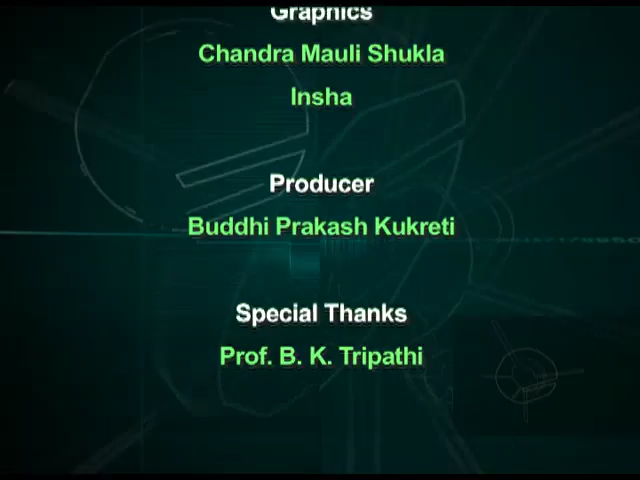 Graphics
Chandra Mauli Shukla
Insha
Producer
Buddhi Prakash Kukreti
Special Thanks
Prof. B. K. Tripathi